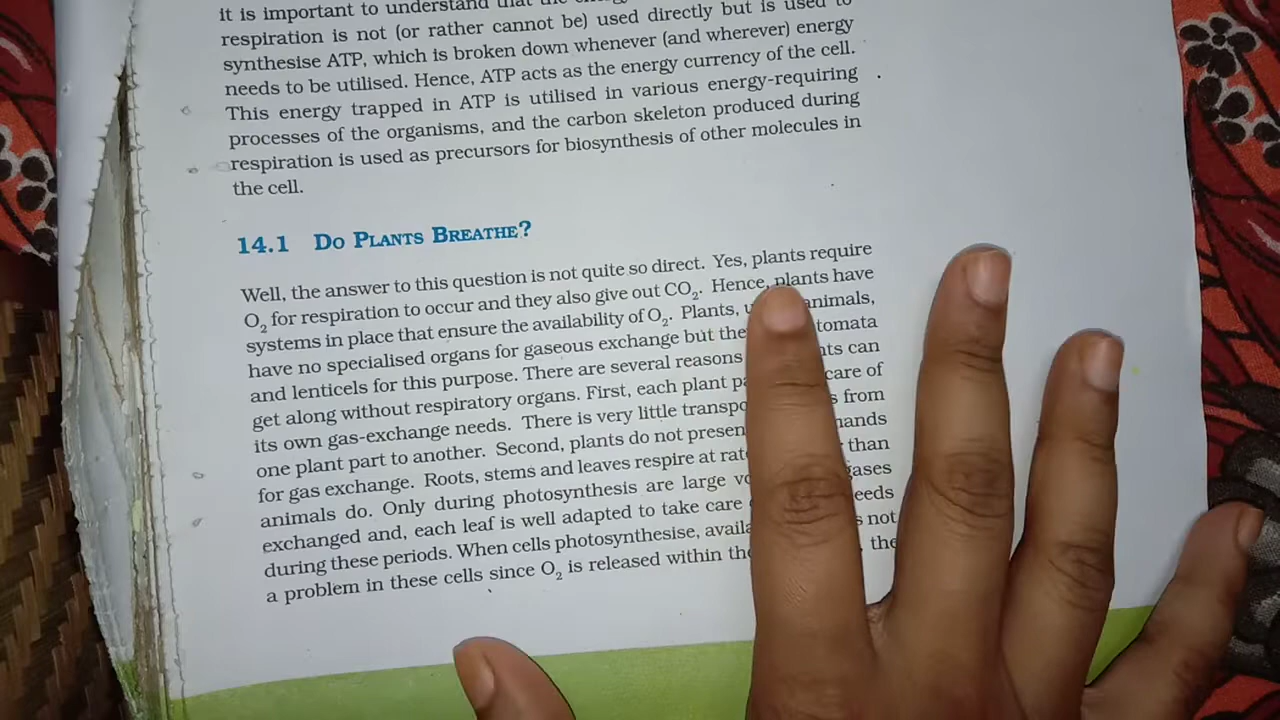 it is important to understand that the
respiration is not (or rather cannot be) used directly but is used to
synthesise ATP, which is broken down whenever (and wherever) energy
needs to be utilised. Hence, ATP acts as the energy currency of the cell.
This energy trapped in ATP is utilised in various energy-requiring
processes of the organisms, and the carbon skeleton produced during
respiration is used as precursors for biosynthesis of other molecules in
the cell.
14.1 DO PLANTS BREATHE?
Well, the answer to this question is not quite so direct. Yes, plants require
O₂ for respiration to occur and they also give out CO₂. Hence, plants have
systems in place that ensure the availability of O₂. Plants, animals,
have no specialised organs for gaseous exchange but
and lenticels for this purpose. There are several reasons can
get along without respiratory organs. First, each plant care of
its own gas-exchange needs. There is very little from
one plant part to another. Second, plants do not
for gas exchange. Roots, stems and leaves respire at than
animals do. Only during photosynthesis are large
exchanged and, each leaf is well adapted to take care
during these periods. When cells photosynthesise, not
a problem in these cells since O₂ is released within the